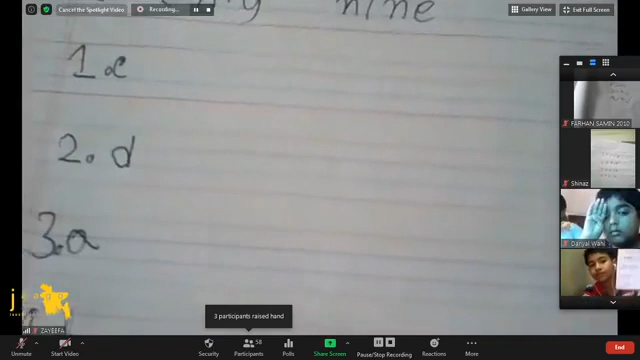 Cancel the Spotlight Video
Recording...
Gallery View
Exit Full Screen
nine
1 c
2. d
3. a
FARHAN SAMIN 2010
Shinaz
Danyal Wahi
ZAYEEFA
3 participants raised hand
58
Unmute
Start Video
Security
Participants
Polls
Share Screen
Pause/Stop Recording
Reactions
More
End